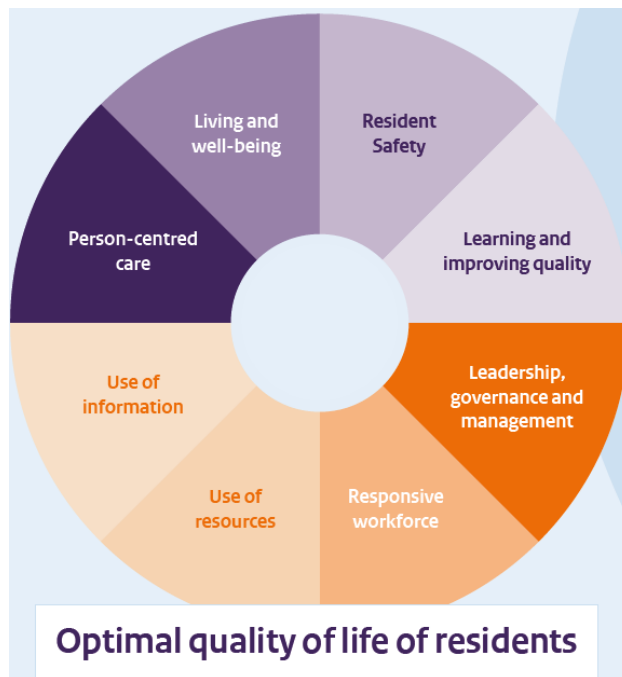 Living and
well-being
Resident
Safety
Person-centred
care
Learning and
improving quality
Use of
information
Leadership,
governance and
management
Use of
resources
Responsive
workforce
Optimal quality of life of residents